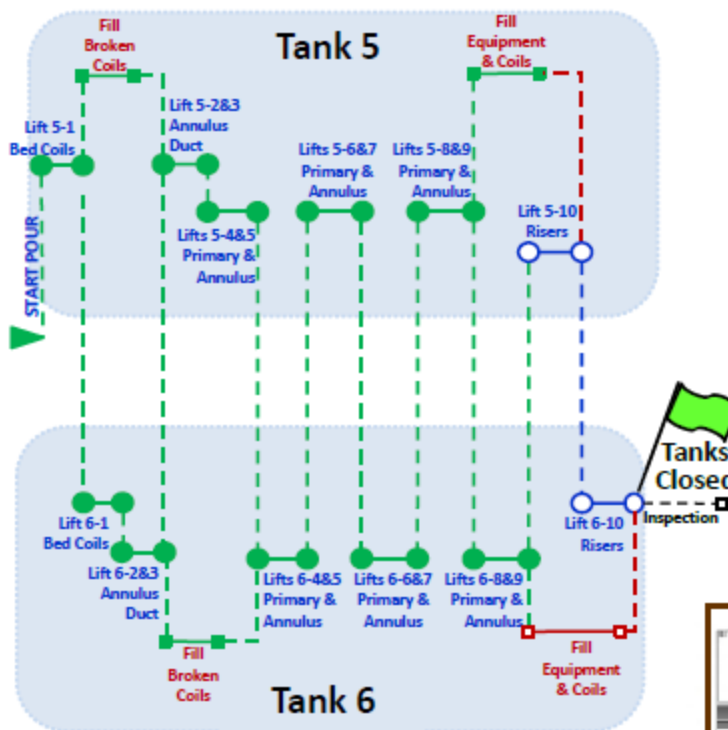 Tank 5
Fill
Broken
Coils
Fill
Equipment
& Coils
Lift 5-1
Bed Coils
Lift 5-2&3
Annulus
Duct
Lifts 5-4&5
Primary &
Annulus
Lifts 5-6&7
Primary &
Annulus
Lifts 5-8&9
Primary &
Annulus
Lift 5-10
Risers
START POUR
Tanks
Closed
Inspection
Lift 6-1
Bed Coils
Lift 6-2&3
Annulus
Duct
Lifts 6-4&5
Primary &
Annulus
Lifts 6-6&7
Primary &
Annulus
Lifts 6-8&9
Primary &
Annulus
Lift 6-10
Risers
Fill
Broken
Coils
Fill
Equipment
& Coils
Tank 6